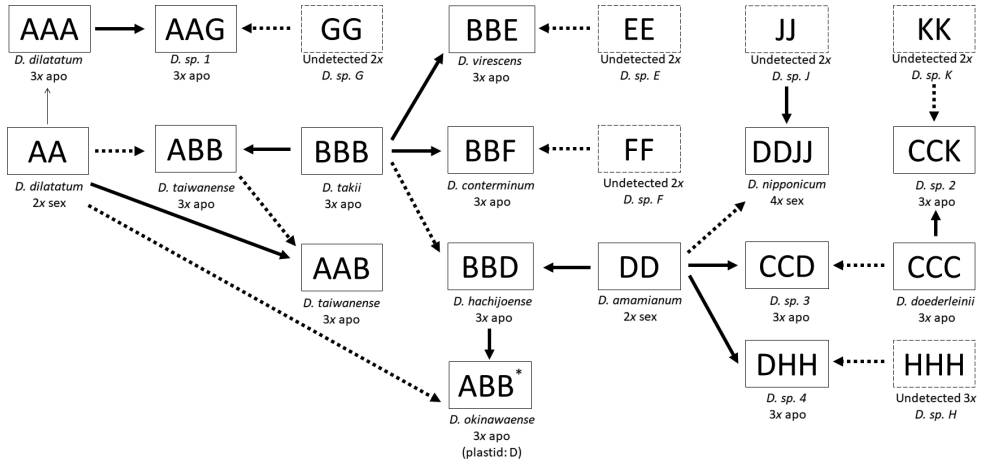 AAA
D. dilatatum
3x apo
AAG
D. sp. 1
3x apo
GG
Undetected 2x
D. sp. G
BBE
D. virescens
3x apo
EE
Undetected 2x
D. sp. E
JJ
Undetected 2x
D. sp. J
KK
Undetected 2x
D. sp. K
AA
D. dilatatum
2x sex
ABB
D. taiwanense
3x apo
BBB
D. takii
3x apo
BBF
D. conterminum
3x apo
FF
Undetected 2x
D. sp. F
DDJJ
D. nipponicum
4x sex
CCK
D. sp. 2
3x apo
AAB
D. taiwanense
3x apo
BBD
D. hachijoense
3x apo
DD
D. amamianum
2x sex
CCD
D. sp. 3
3x apo
CCC
D. doederleinii
3x apo
ABB*
D. okinawaense
3x apo
(plastid: D)
DHH
D. sp. 4
3x apo
HHH
Undetected 3x
D. sp. H